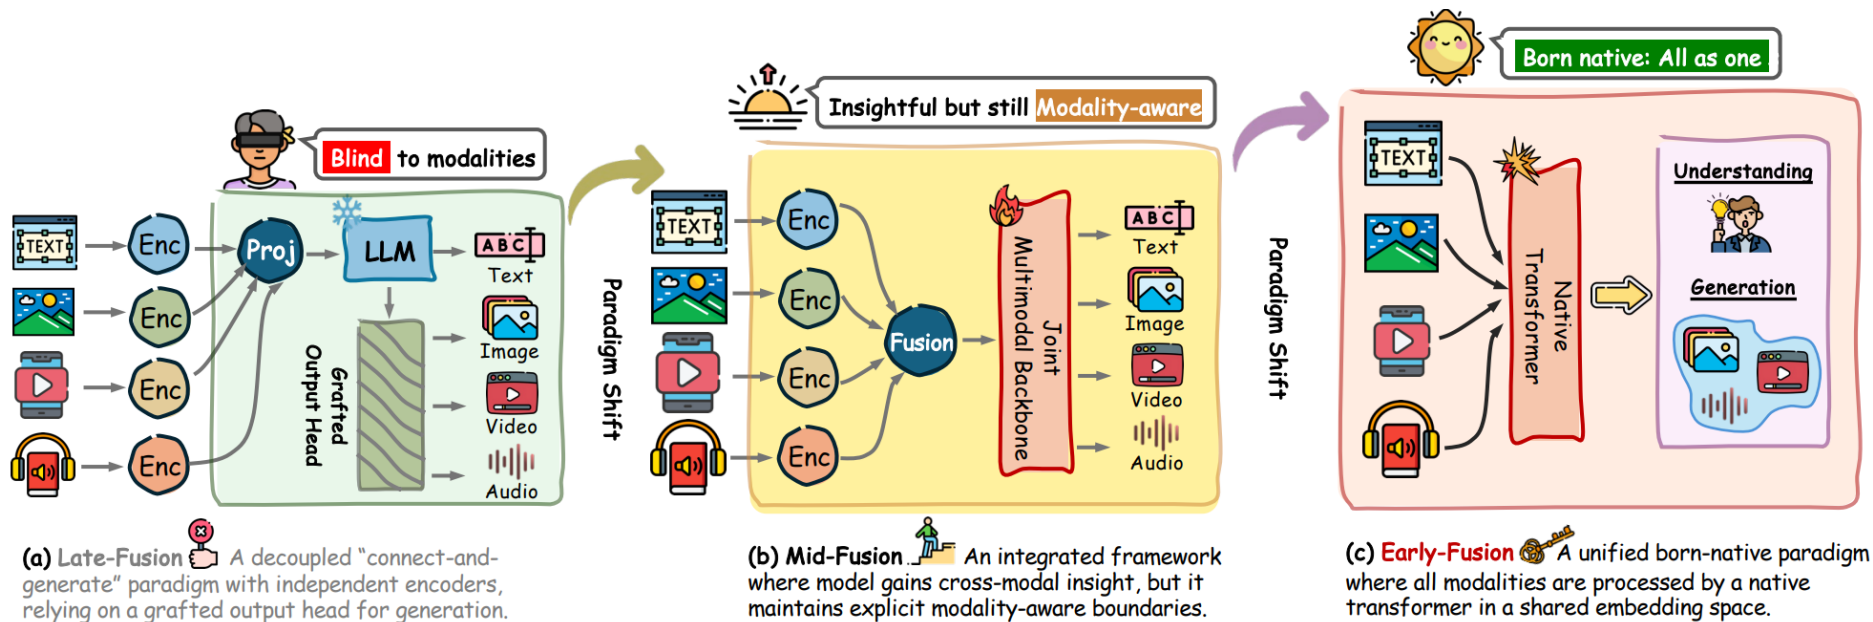 Blind to modalities
TEXT
Enc
Enc
Enc
Enc
Proj
LLM
ABC
Text
Image
Video
Audio
Grafted
Output Head
Paradigm Shift
Insightful but still Modality-aware
TEXT
Enc
Enc
Enc
Enc
Fusion
Joint
Multimodal Backbone
ABC
Text
Image
Video
Audio
Paradigm Shift
Born native: All as one
TEXT
Native
Transformer
Understanding
Generation
(a) Late-Fusion A decoupled “connect-and-
generate” paradigm with independent encoders,
relying on a grafted output head for generation.
(b) Mid-Fusion An integrated framework
where model gains cross-modal insight, but it
maintains explicit modality-aware boundaries.
(c) Early-Fusion A unified born-native paradigm
where all modalities are processed by a native
transformer in a shared embedding space.